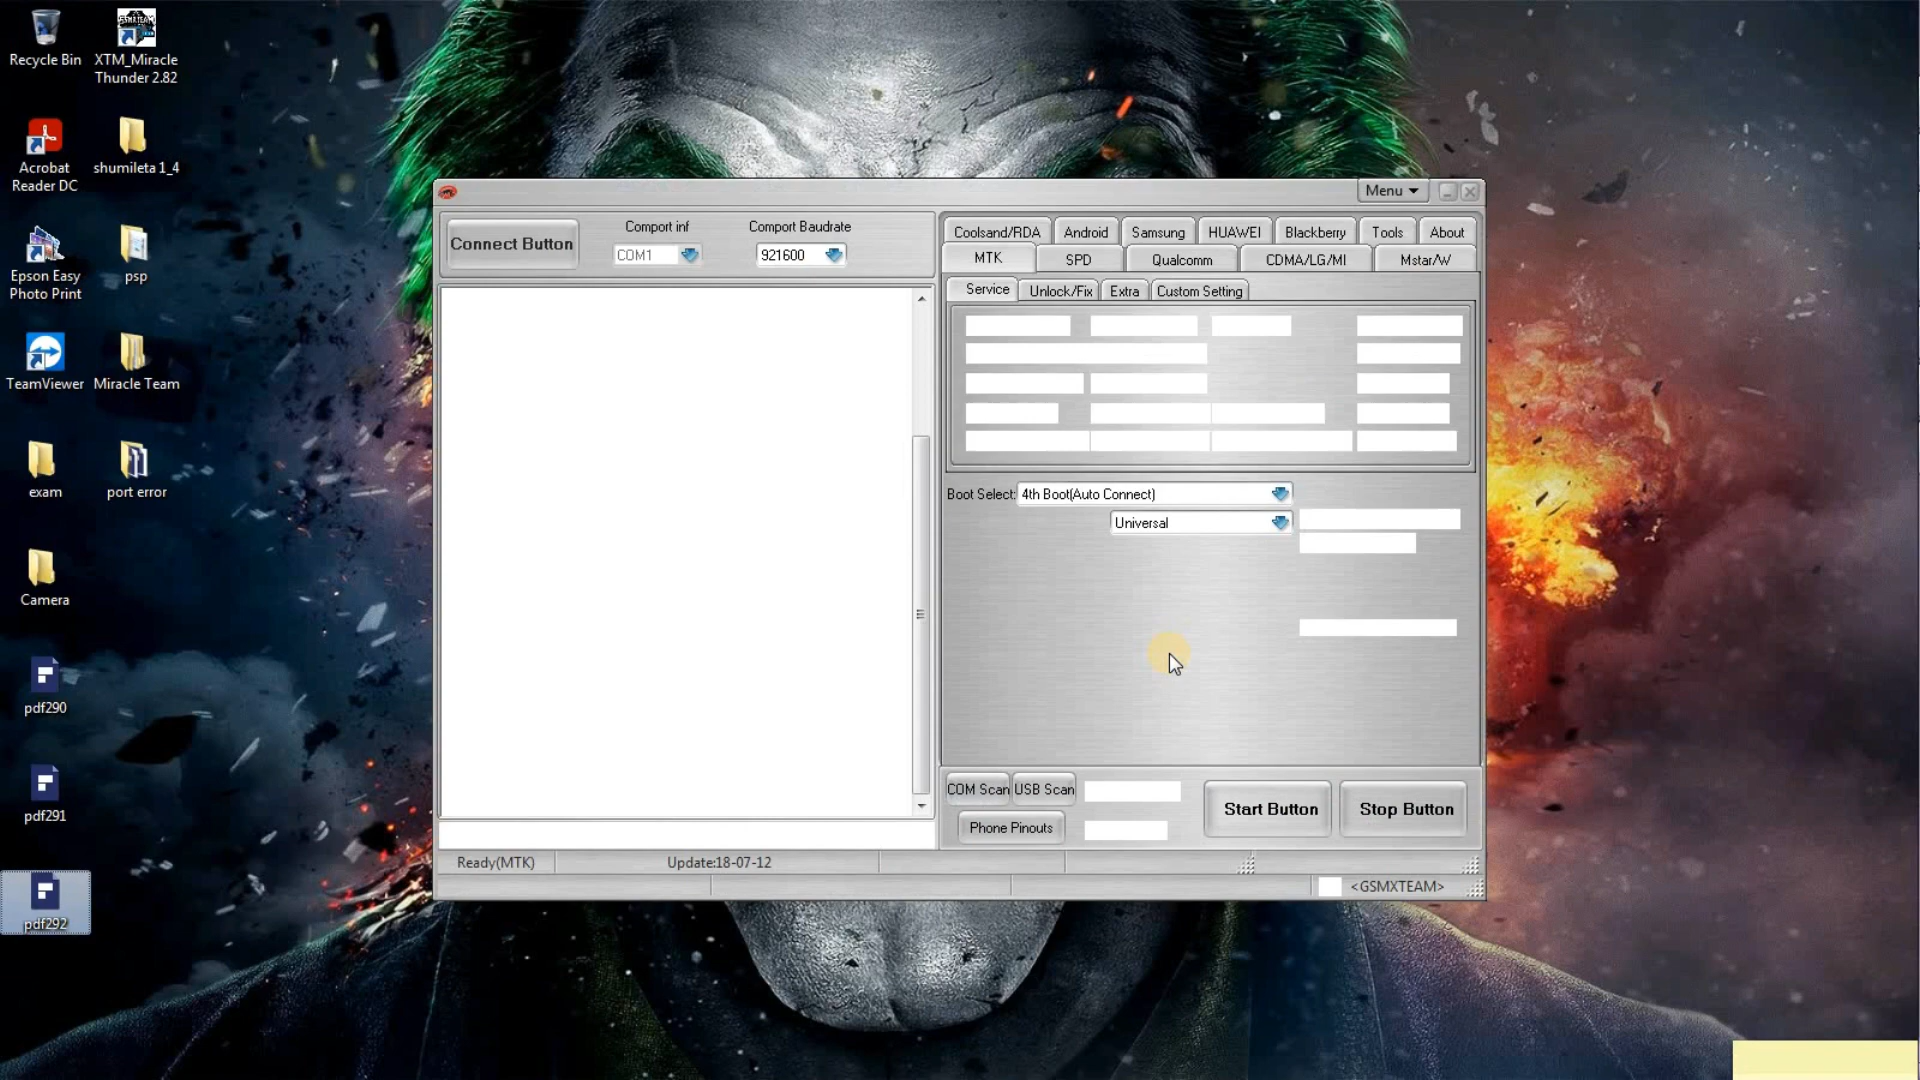 Recycle Bin
XTM_Miracle
Thunder 2.82
Acrobat
Reader DC
shumileta 1_4
Epson Easy
Photo Print
psp
TeamViewer
Miracle Team
exam
port error
Camera
pdf290
pdf291
pdf292
Menu
Connect Button
Comport inf
COM1
Comport Baudrate
921600
Coolsand/RDA
Android
Samsung
HUAWEI
Blackberry
Tools
About
MTK
SPD
Qualcomm
CDMA/LG/MI
Mstar/W
Service
Unlock/Fix
Extra
Custom Setting
Boot Select:
4th Boot(Auto Connect)
Universal
COM Scan
USB Scan
Phone Pinouts
Start Button
Stop Button
Ready(MTK)
Update:18-07-12
<GSMXTEAM>